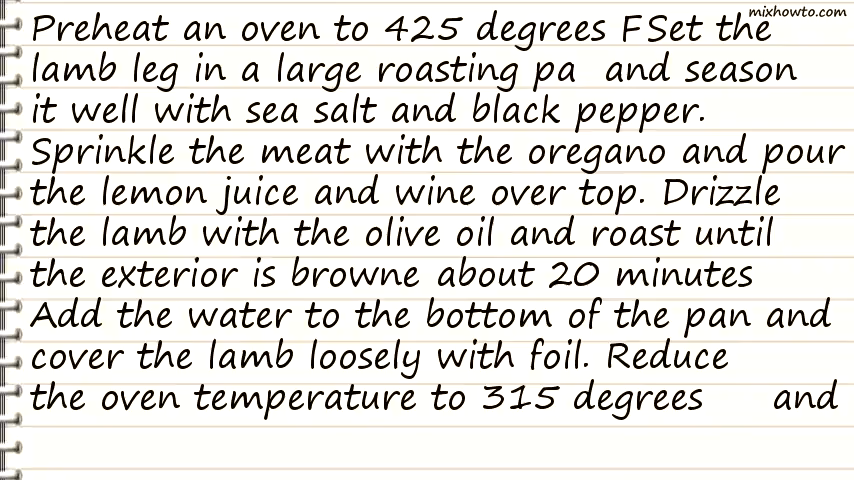 mixhowto.com
Preheat an oven to 425 degrees FSet the
lamb leg in a large roasting pa and season
it well with sea salt and black pepper.
Sprinkle the meat with the oregano and pour
the lemon juice and wine over top. Drizzle
the lamb with the olive oil and roast until
the exterior is browne about 20 minutes
Add the water to the bottom of the pan and
cover the lamb loosely with foil. Reduce
the oven temperature to 315 degrees and